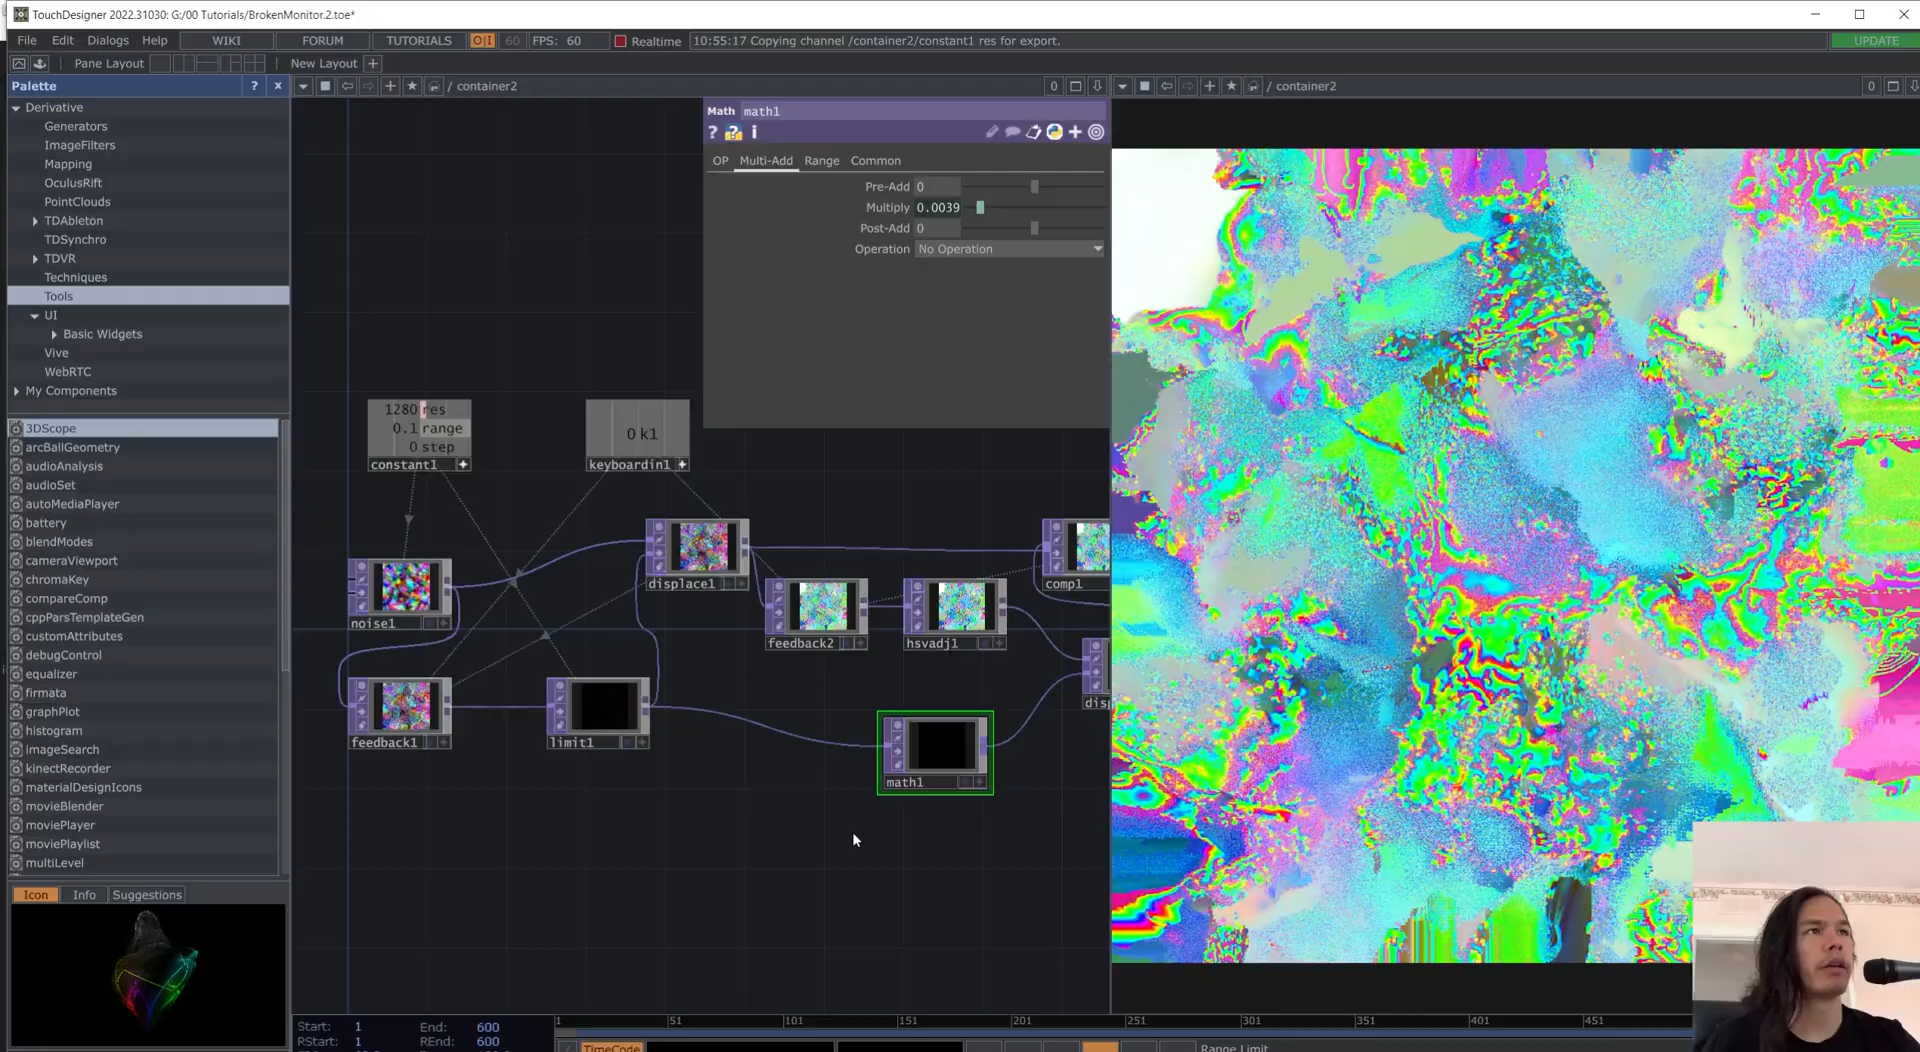 TouchDesigner 2022.31030: G:/00 Tutorials/BrokenMonitor.2.toe*
File Edit Dialogs Help WIKI FORUM TUTORIALS O|I 60 FPS: 60 Realtime 10:55:17 Copying channel /container2/constant1 res for export. UPDATE
Pane Layout New Layout +
Palette ? x
/ container2 0
/ container2 0
Derivative
Generators
ImageFilters
Mapping
OculusRift
PointClouds
TDAbleton
TDSynchro
TDVR
Techniques
Tools
UI
Basic Widgets
Vive
WebRTC
My Components
3DScope
arcBallGeometry
audioAnalysis
audioSet
autoMediaPlayer
battery
blendModes
cameraViewport
chromaKey
compareComp
cppParsTemplateGen
customAttributes
debugControl
equalizer
firmata
graphPlot
histogram
imageSearch
kinectRecorder
materialDesignIcons
movieBlender
moviePlayer
moviePlaylist
multiLevel
Icon Info Suggestions
Math math1
? ? i
OP Multi-Add Range Common
Pre-Add 0
Multiply 0.0039
Post-Add 0
Operation No Operation
1280 res
0.1 range
0 step
constant1
0 k1
keyboardin1
displace1
comp1
noise1
feedback2
hsvadj1
feedback1
limit1
disp
math1
Start: 1 End: 600
RStart: 1 REnd: 600
1 51 101 151 201 251 301 351 401 451
TimeCode
Range Limit